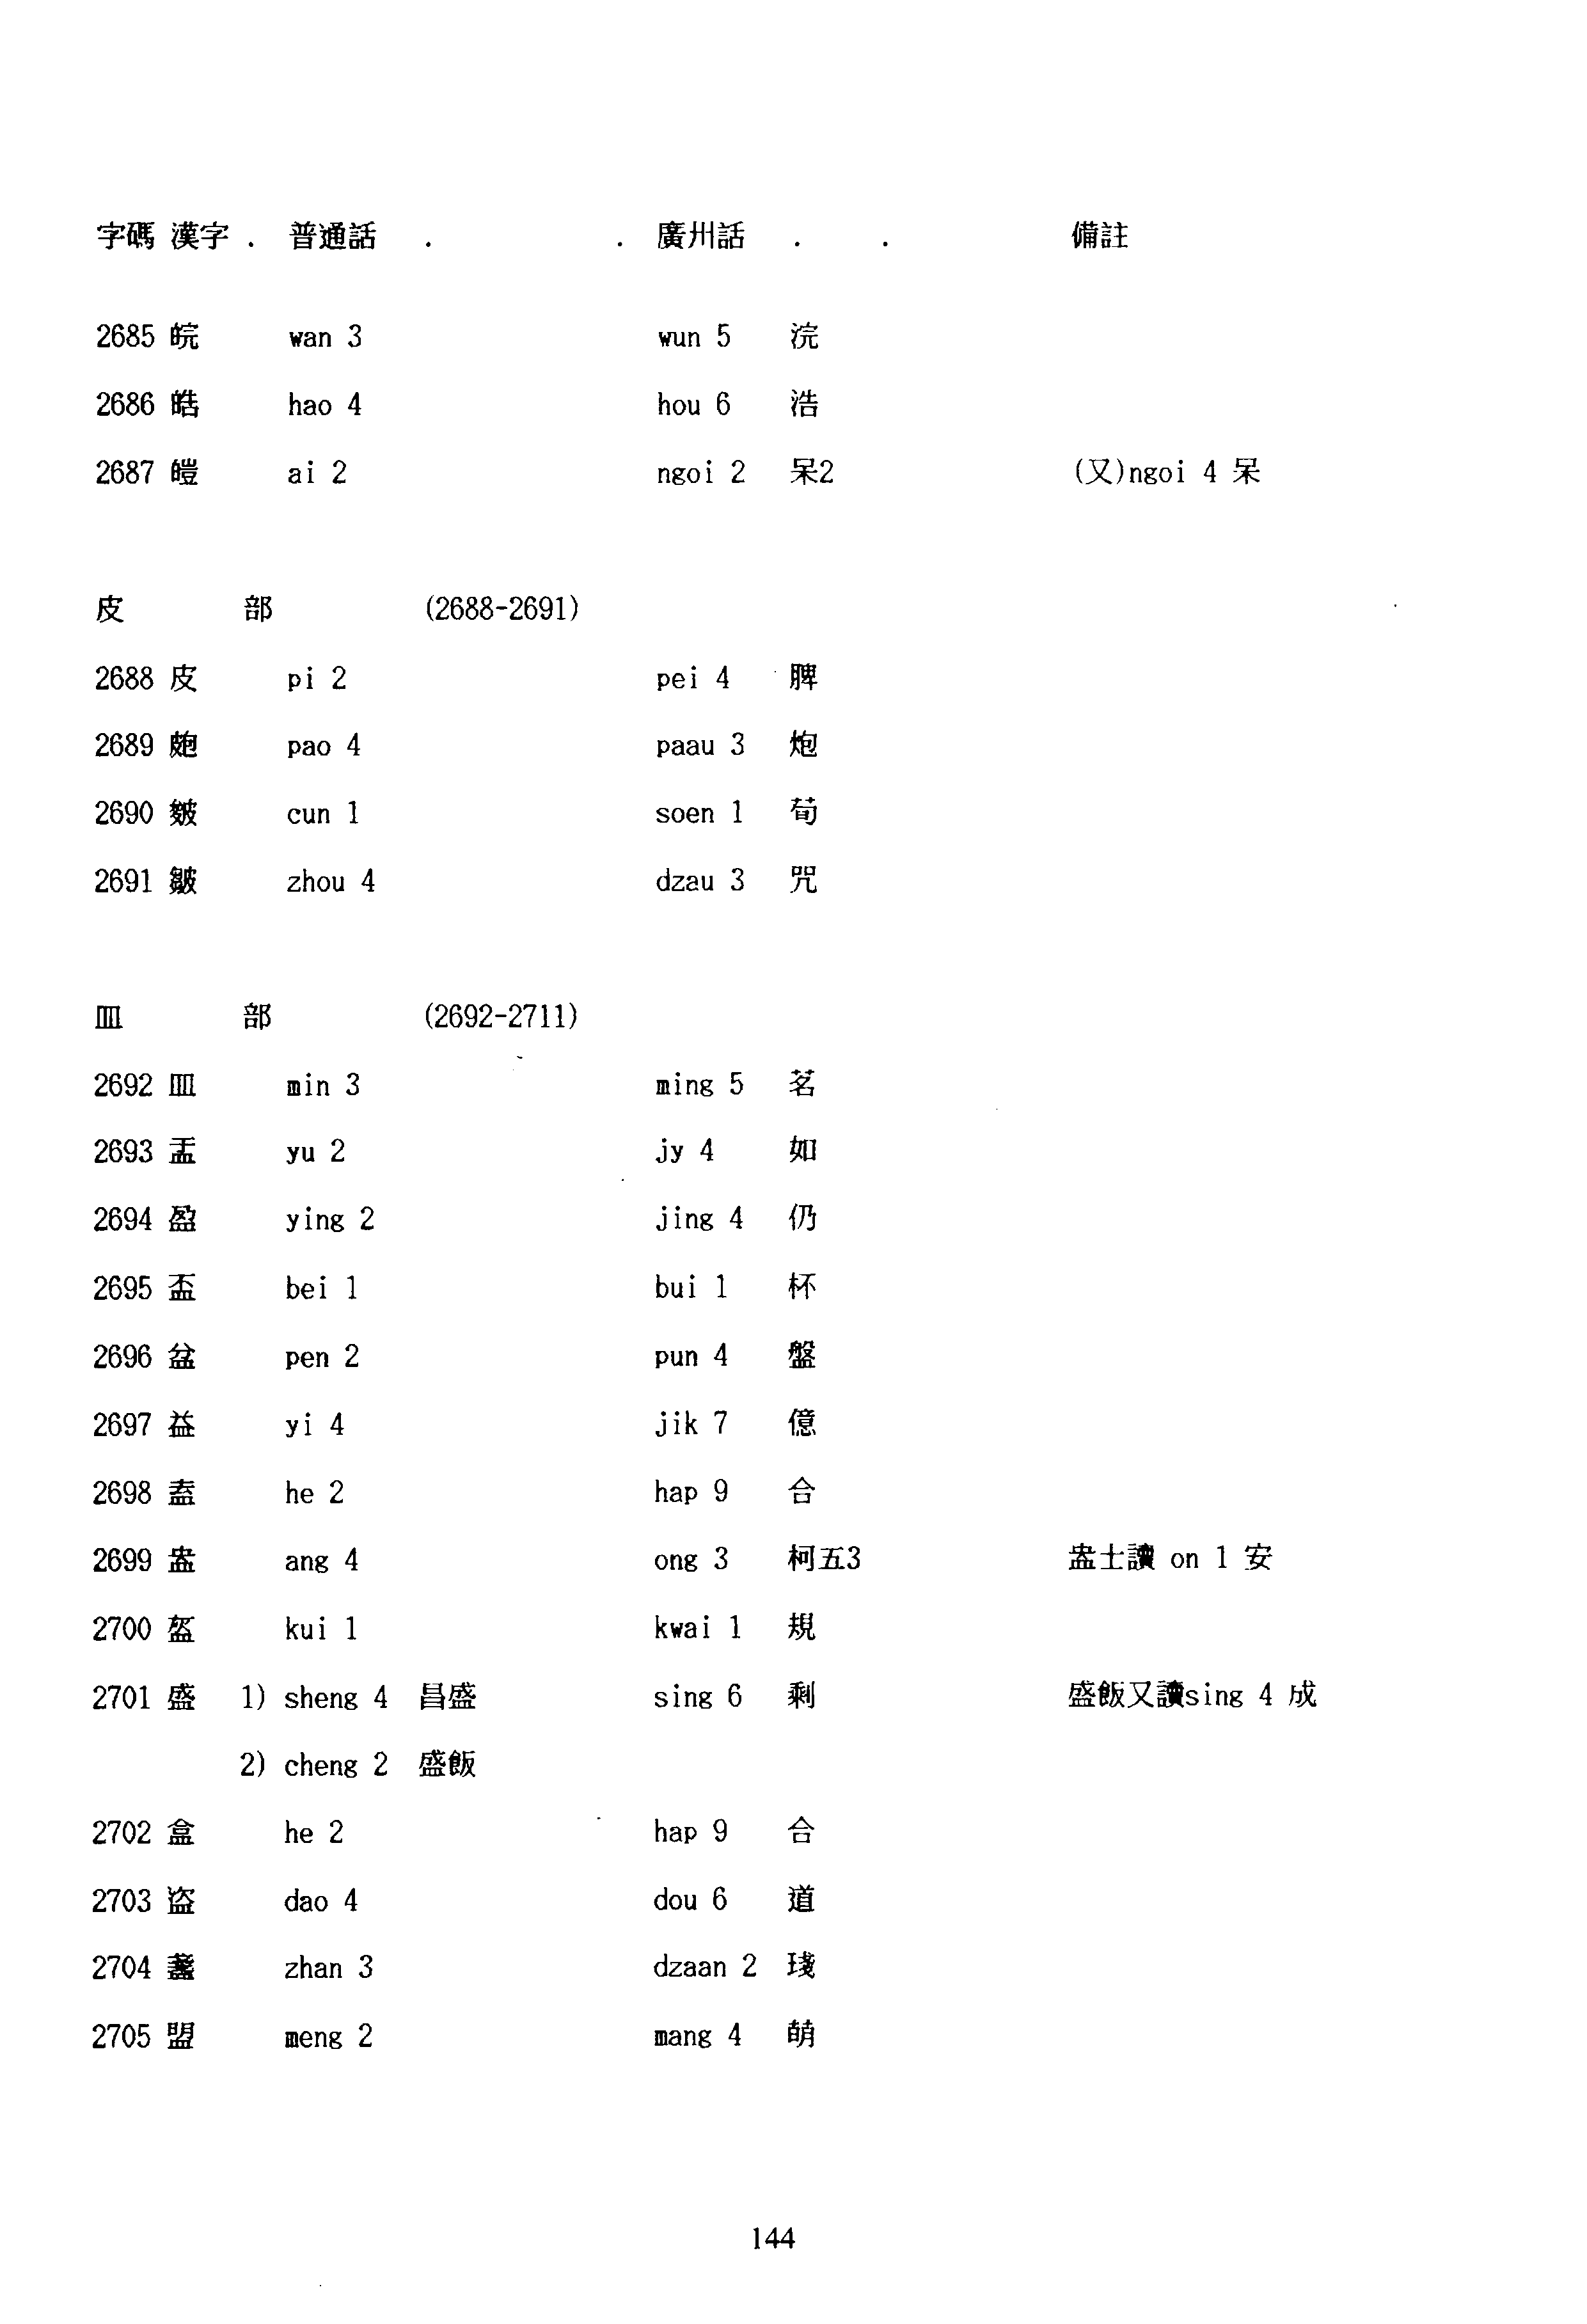 字碼 漢字 . 普通話 . . 廣州話 . . 備註
2685 皖 wan 3 wun 5 浣
2686 皓 hao 4 hou 6 浩
2687 皚 ai 2 ngoi 2 呆2 (又)ngoi 4 呆
皮 部 (2688-2691)
2688 皮 pi 2 pei 4 脾
2689 皰 pao 4 paau 3 炮
2690 皴 cun 1 soen 1 荀
2691 皺 zhou 4 dzau 3 咒
皿 部 (2692-2711)
2692 皿 min 3 ming 5 茗
2693 盂 yu 2 jy 4 如
2694 盈 ying 2 jing 4 仍
2695 盃 bei 1 bui 1 杯
2696 盆 pen 2 pun 4 盤
2697 益 yi 4 jik 7 億
2698 盍 he 2 hap 9 合
2699 盎 ang 4 ong 3 柯五3 盎士讀 on 1 安
2700 盔 kui 1 kwai 1 規
2701 盛 1) sheng 4 昌盛 sing 6 剩 盛飯又讀sing 4 成
2) cheng 2 盛飯
2702 盒 he 2 hap 9 合
2703 盜 dao 4 dou 6 道
2704 盞 zhan 3 dzaan 2 琖
2705 盟 meng 2 mang 4 萌
144